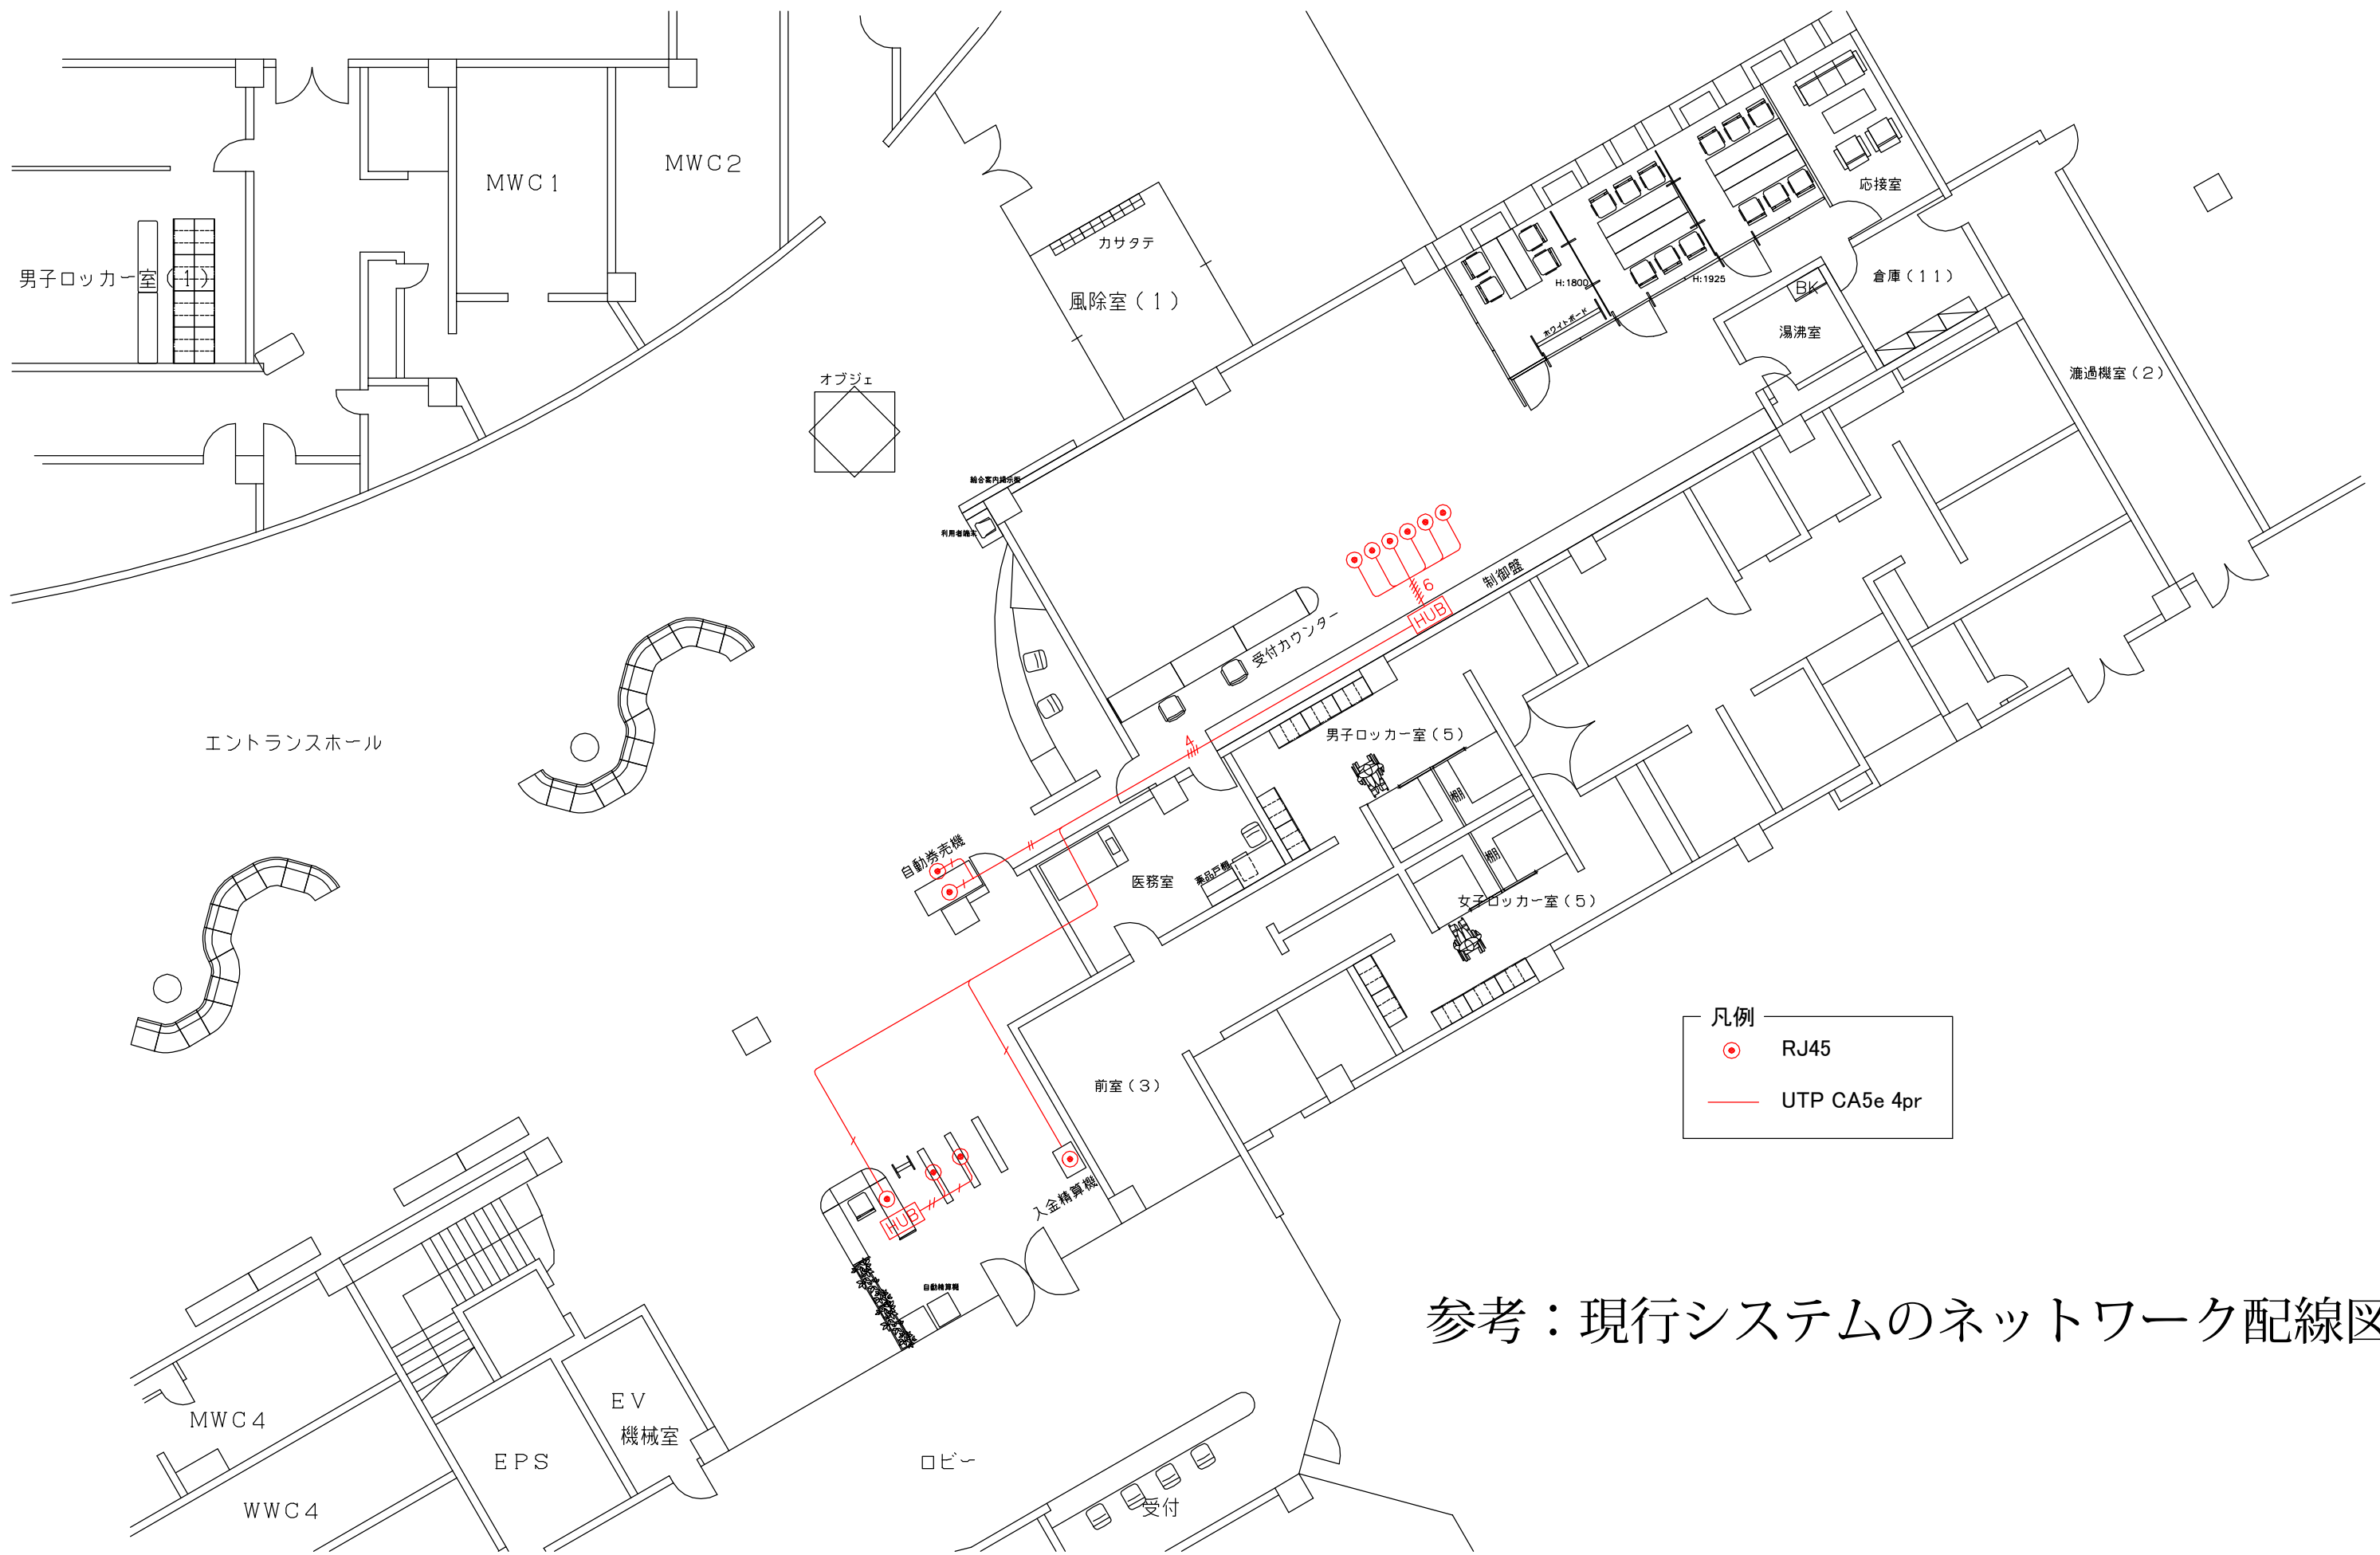 ＭＷＣ１
ＭＷＣ２
男子ロッカー室（１）
カサタテ
風除室（１）
オブジェ
応接室
倉庫（１１）
BK
湯沸室
濾過機室（２）
H:1800
H:1925
ホワイトボード
総合案内掲示板
利用者端末
制御盤
6
HUB
受付カウンター
4
エントランスホール
男子ロッカー室（５）
棚
棚
自動券売機
医務室
薬品戸棚
女子ロッカー室（５）
前室（３）
入金精算機
HUB
自動精算機
凡例
RJ45
UTP CA5e 4pr
参考：現行システムのネットワーク配線図
ＭＷＣ４
ＥＶ
機械室
ＥＰＳ
ＷＷＣ４
ロビー
受付